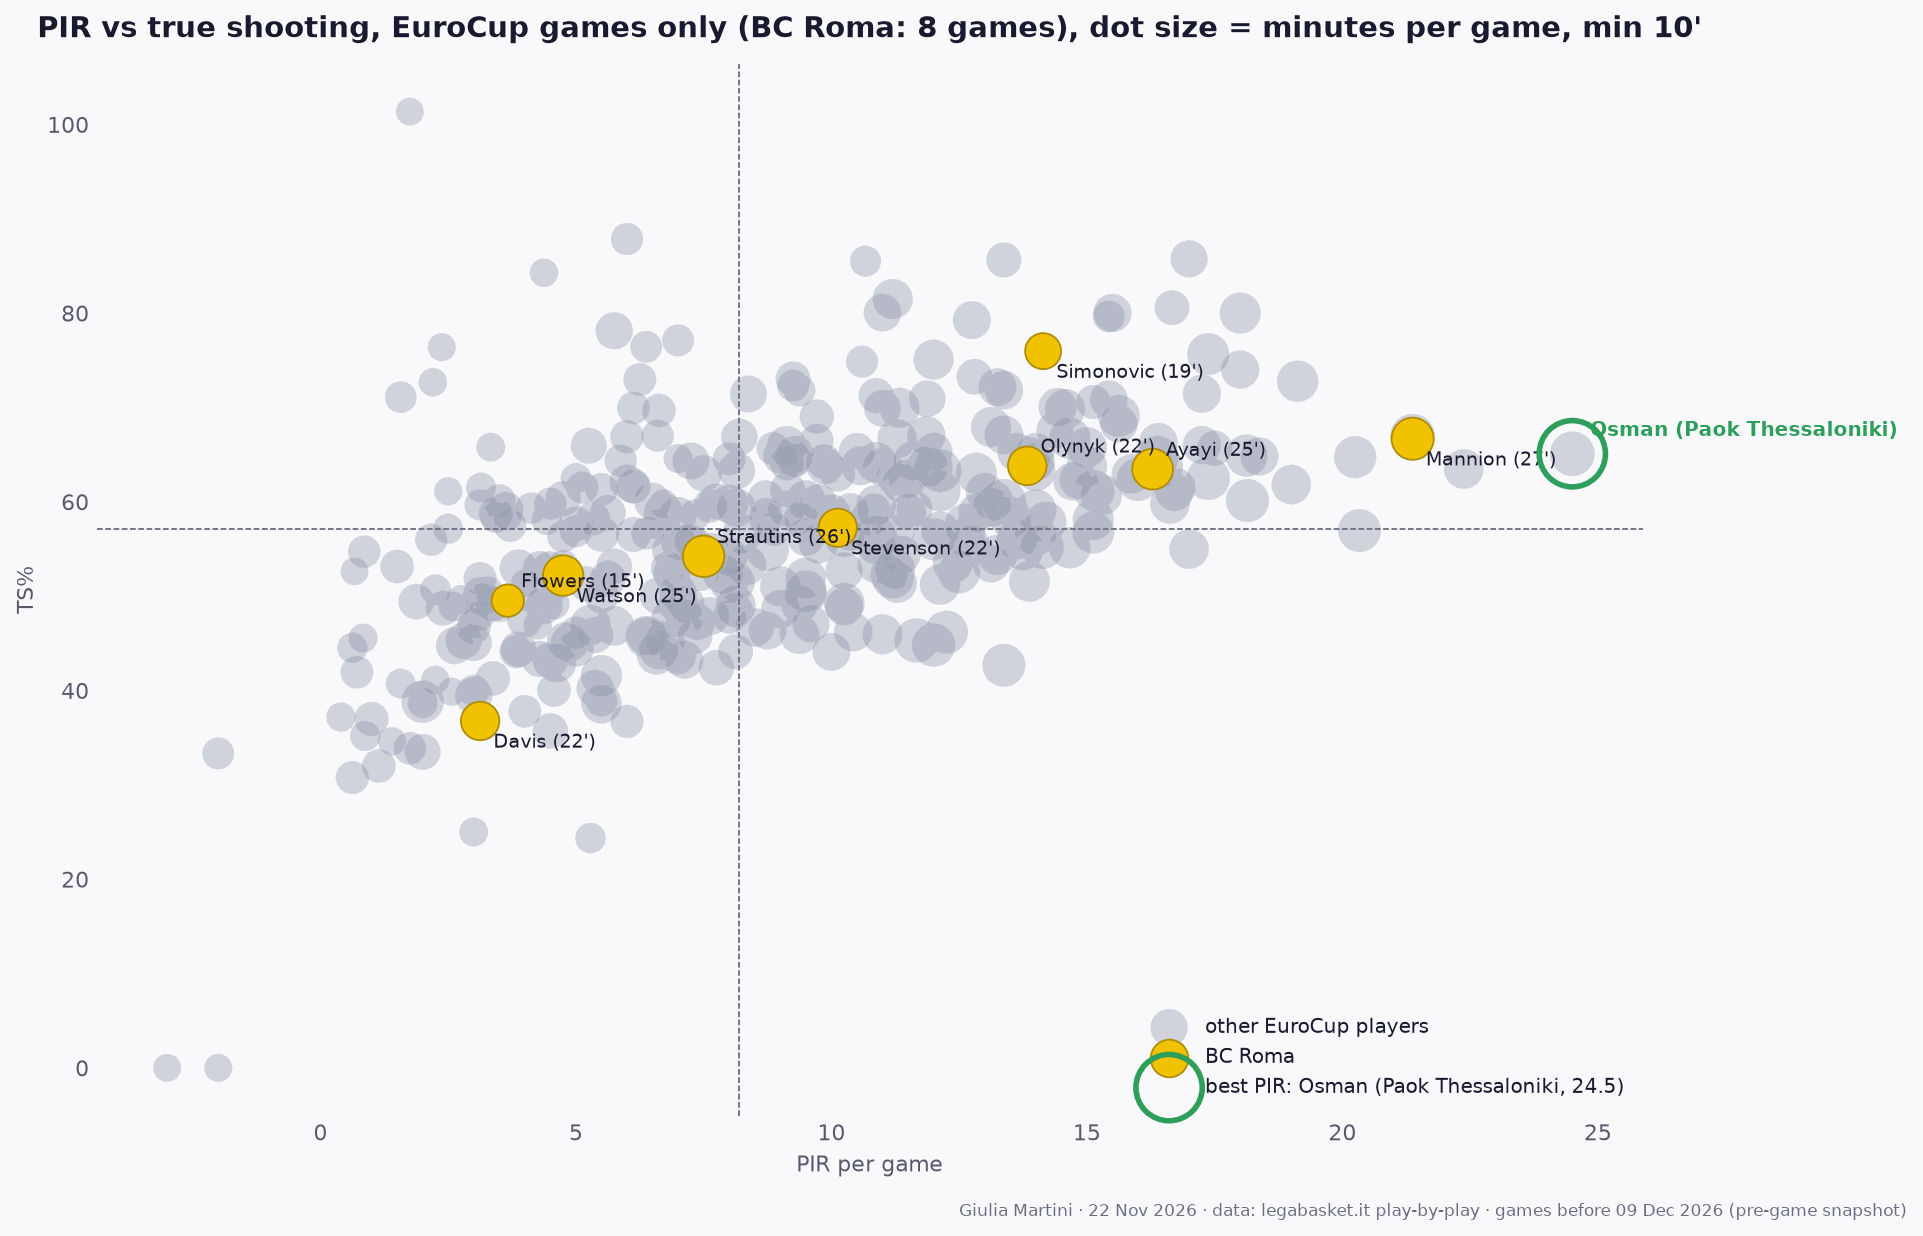 PIR vs true shooting, EuroCup games only (BC Roma: 8 games), dot size = minutes per game, min 10'
100
80
60
40
20
0
TS%
Simonovic (19')
Osman (Paok Thessaloniki)
Olynyk (22')
Ayayi (25')
Mannion (27')
Strautins (26')
Stevenson (22')
Flowers (15')
Watson (25')
Davis (22')
other EuroCup players
BC Roma
best PIR: Osman (Paok Thessaloniki, 24.5)
0
5
10
15
20
25
PIR per game
Giulia Martini · 22 Nov 2026 · data: legabasket.it play-by-play · games before 09 Dec 2026 (pre-game snapshot)